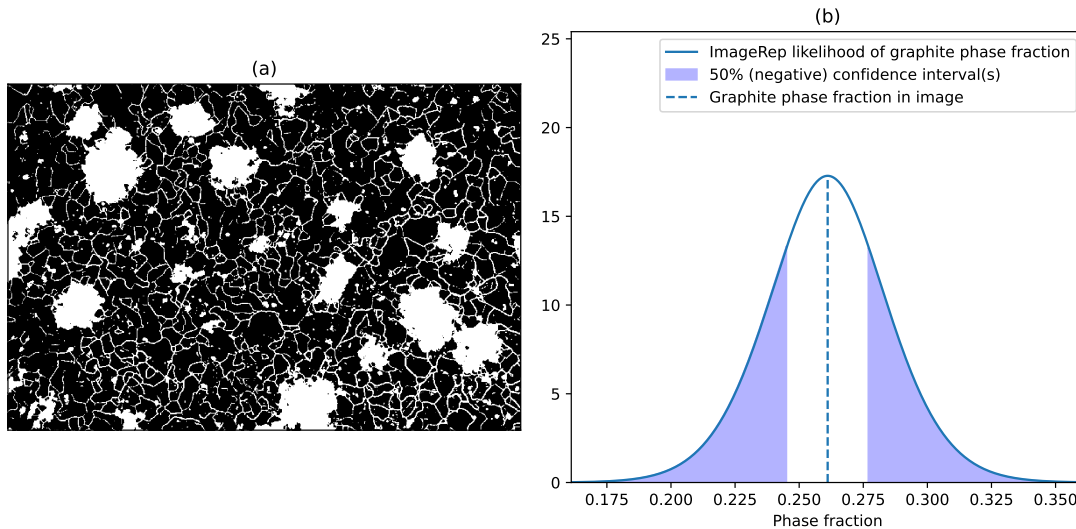 (a)
(b)
ImageRep likelihood of graphite phase fraction
50% (negative) confidence interval(s)
Graphite phase fraction in image
25
20
15
10
5
0
0.175 0.200 0.225 0.250 0.275 0.300 0.325 0.350
Phase fraction